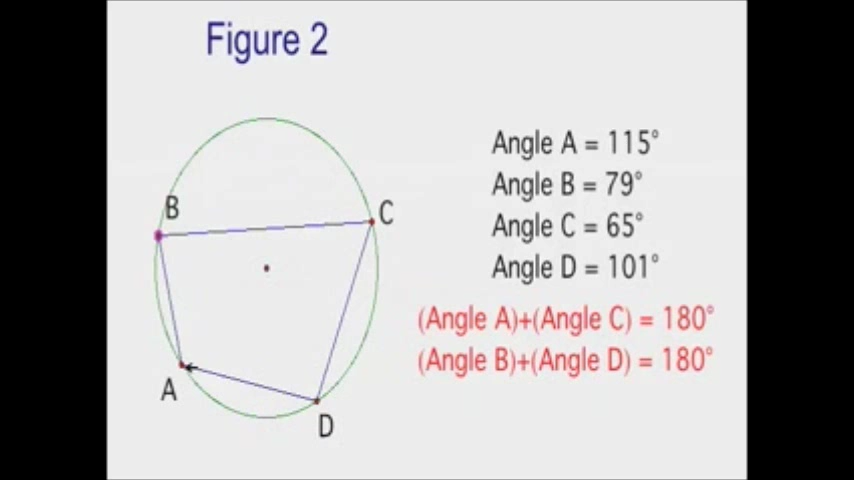 Figure 2
B
C
A
D
Angle A = 115°
Angle B = 79°
Angle C = 65°
Angle D = 101°
(Angle A)+(Angle C) = 180°
(Angle B)+(Angle D) = 180°